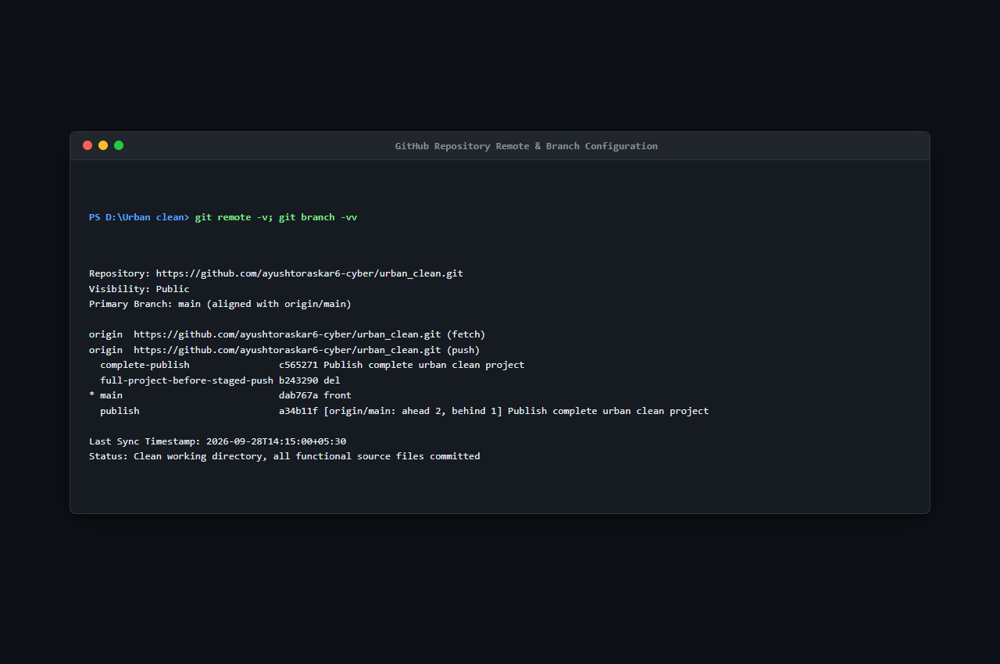 GitHub Repository Remote & Branch Configuration
PS D:\Urban clean> git remote -v; git branch -vv
Repository: https://github.com/ayushtoraskar6-cyber/urban_clean.git
Visibility: Public
Primary Branch: main (aligned with origin/main)
origin  https://github.com/ayushtoraskar6-cyber/urban_clean.git (fetch)
origin  https://github.com/ayushtoraskar6-cyber/urban_clean.git (push)
  complete-publish                c565271 Publish complete urban clean project
  full-project-before-staged-push b243290 del
* main                            dab767a front
  publish                         a34b11f [origin/main: ahead 2, behind 1] Publish complete urban clean project
Last Sync Timestamp: 2026-09-28T14:15:00+05:30
Status: Clean working directory, all functional source files committed